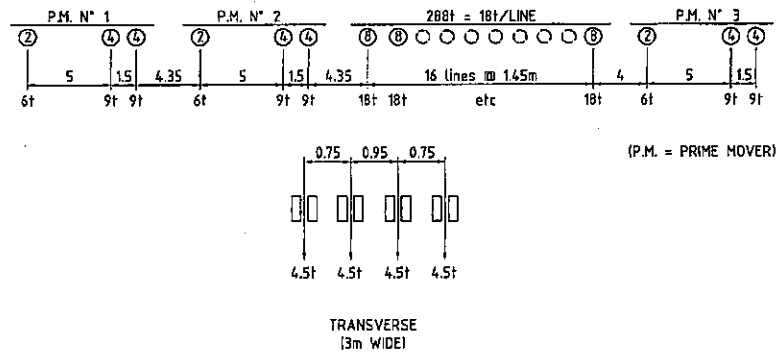 P.M. N° 1 P.M. N° 2 288t = 18t/LINE P.M. N° 3
2 4 4 2 4 4 8 8 8 2 4 4
5 1.5 4.35 5 1.5 4.35 16 lines @ 1.45m 4 5 1.5
6t 9t 9t 6t 9t 9t 18t 18t etc 18t 6t 9t 9t
(P.M. = PRIME MOVER)
0.75 0.95 0.75
4.5t 4.5t 4.5t 4.5t
TRANSVERSE
(3m WIDE)